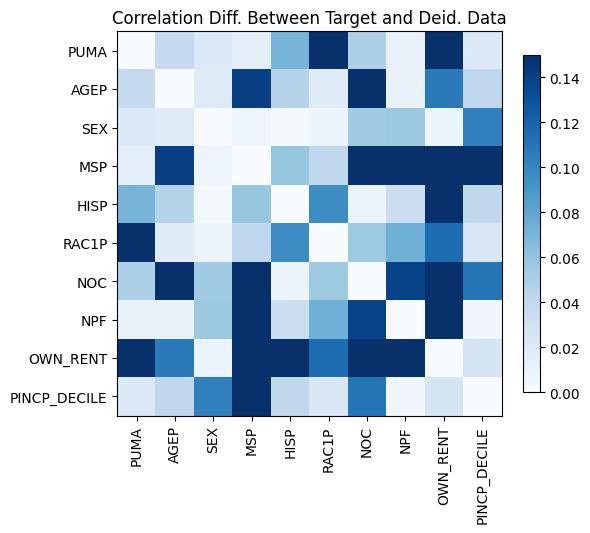 Correlation Diff. Between Target and Deid. Data
PUMA
AGEP
SEX
MSP
HISP
RAC1P
NOC
NPF
OWN_RENT
PINCP_DECILE
PUMA
AGEP
SEX
MSP
HISP
RAC1P
NOC
NPF
OWN_RENT
PINCP_DECILE
0.14
0.12
0.10
0.08
0.06
0.04
0.02
0.00